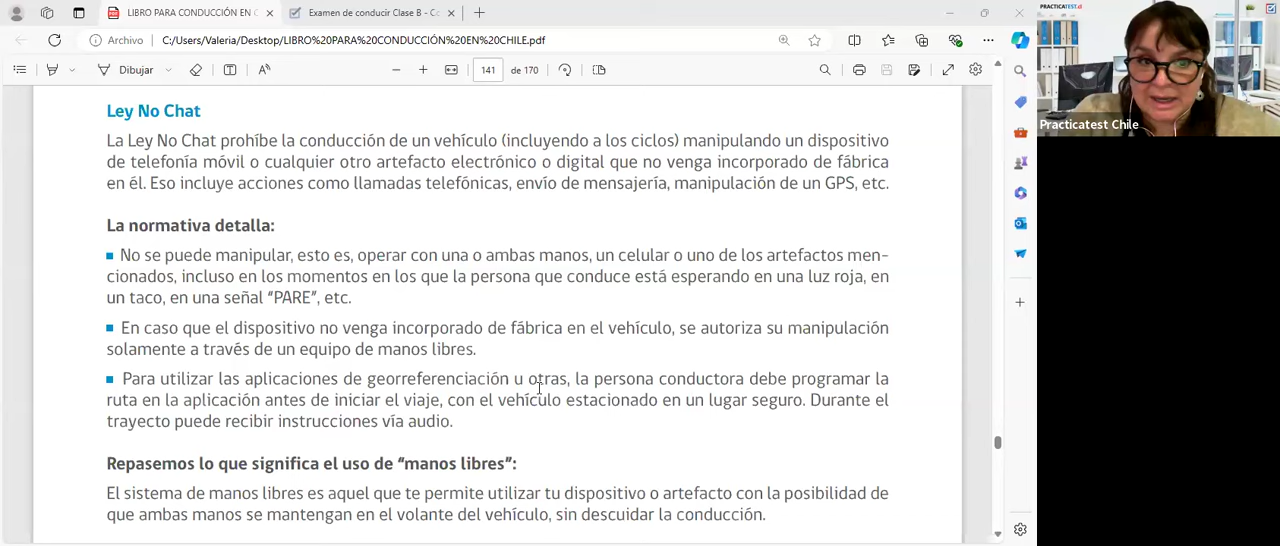 LIBRO PARA CONDUCCIÓN EN C
Examen de conducir Clase B - Cc
Archivo
C:/Users/Valeria/Desktop/LIBRO%20PARA%20CONDUCCIÓN%20EN%20CHILE.pdf
Dibujar
141 de 170
Ley No Chat
La Ley No Chat prohíbe la conducción de un vehículo (incluyendo a los ciclos) manipulando un dispositivo
de telefonía móvil o cualquier otro artefacto electrónico o digital que no venga incorporado de fábrica
en él. Eso incluye acciones como llamadas telefónicas, envío de mensajería, manipulación de un GPS, etc.
La normativa detalla:
No se puede manipular, esto es, operar con una o ambas manos, un celular o uno de los artefactos men-
cionados, incluso en los momentos en los que la persona que conduce está esperando en una luz roja, en
un taco, en una señal “PARE”, etc.
En caso que el dispositivo no venga incorporado de fábrica en el vehículo, se autoriza su manipulación
solamente a través de un equipo de manos libres.
Para utilizar las aplicaciones de georreferenciación u otras, la persona conductora debe programar la
ruta en la aplicación antes de iniciar el viaje, con el vehículo estacionado en un lugar seguro. Durante el
trayecto puede recibir instrucciones vía audio.
Repasemos lo que significa el uso de “manos libres”:
El sistema de manos libres es aquel que te permite utilizar tu dispositivo o artefacto con la posibilidad de
que ambas manos se mantengan en el volante del vehículo, sin descuidar la conducción.
PRACTICATEST.cl
Practicatest Chile